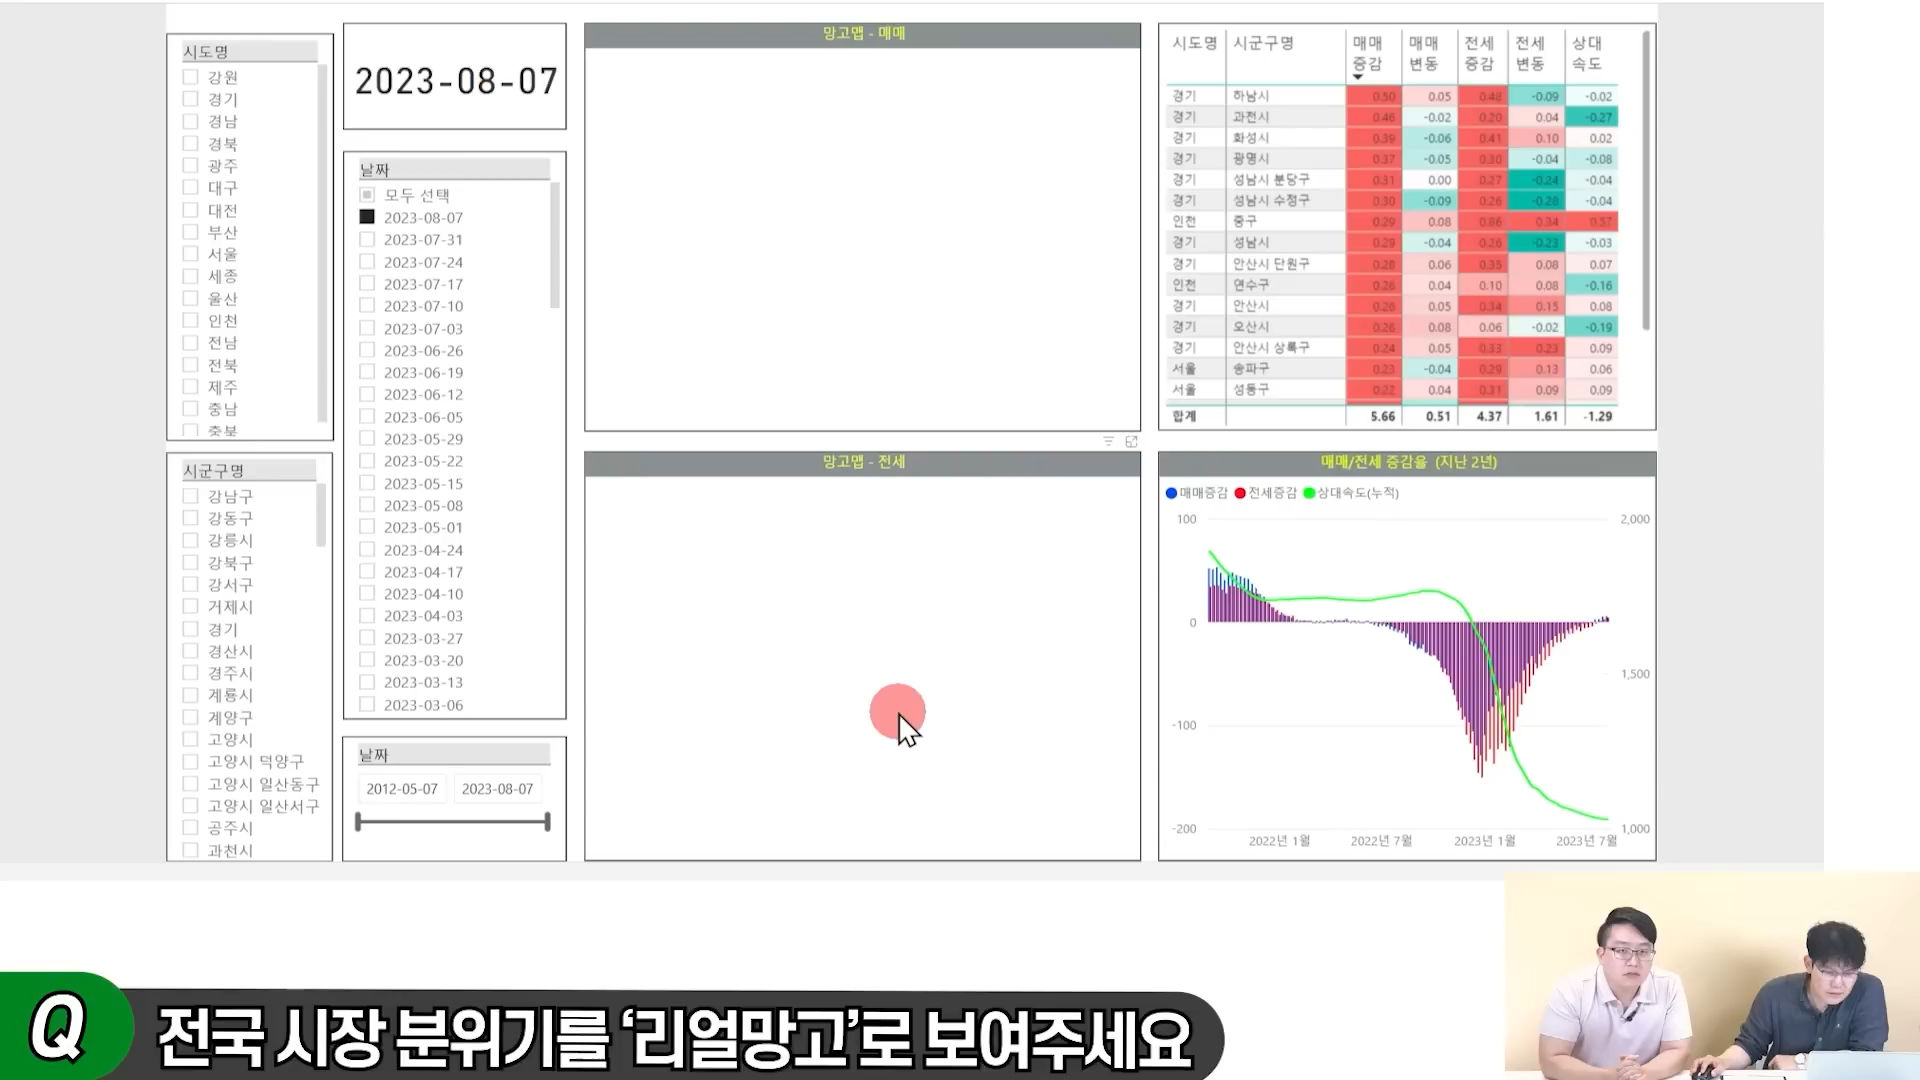 시도명
강원
경기
경남
경북
광주
대구
대전
부산
서울
세종
울산
인천
전남
전북
제주
충남
충북
시군구명
강남구
강동구
강릉시
강북구
강서구
거제시
경기
경산시
경주시
계룡시
계양구
고양시
고양시 덕양구
고양시 일산동구
고양시 일산서구
공주시
과천시
2023-08-07
날짜
모두 선택
2023-08-07
2023-07-31
2023-07-24
2023-07-17
2023-07-10
2023-07-03
2023-06-26
2023-06-19
2023-06-12
2023-06-05
2023-05-29
2023-05-22
2023-05-15
2023-05-08
2023-05-01
2023-04-24
2023-04-17
2023-04-10
2023-04-03
2023-03-27
2023-03-20
2023-03-13
2023-03-06
날짜
2012-05-07 2023-08-07
망고맵 - 매매
망고맵 - 전세
시도명 시군구명 매매 증감 매매 변동 전세 증감 전세 변동 상대 속도
경기 하남시 0.50 0.05 0.48 -0.09 -0.02
경기 과천시 0.46 -0.02 0.20 0.04 -0.27
경기 화성시 0.39 -0.06 0.41 0.10 0.02
경기 광명시 0.37 -0.05 0.30 -0.04 -0.08
경기 성남시 분당구 0.31 0.00 0.27 -0.24 -0.04
경기 성남시 수정구 0.30 -0.09 0.26 -0.28 -0.04
인천 중구 0.29 0.08 0.86 0.34 0.57
경기 성남시 0.29 -0.04 0.26 -0.23 -0.03
경기 안산시 단원구 0.28 0.06 0.35 0.08 0.07
인천 연수구 0.26 0.04 0.10 0.08 -0.16
경기 안산시 0.26 0.05 0.34 0.15 0.08
경기 오산시 0.26 0.08 0.06 -0.02 -0.19
경기 안산시 상록구 0.24 0.05 0.33 0.23 0.09
서울 송파구 0.23 -0.04 0.29 0.13 0.06
서울 성동구 0.22 0.04 0.31 0.09 0.09
합계 5.66 0.51 4.37 1.61 -1.29
매매/전세 증감율 (지난 2년)
매매증감 전세증감 상대속도(누적)
100 2,000
0
1,500
-100
-200 1,000
2022년 1월 2022년 7월 2023년 1월 2023년 7월
Q 전국 시장 분위기를 ‘리얼망고’로 보여주세요